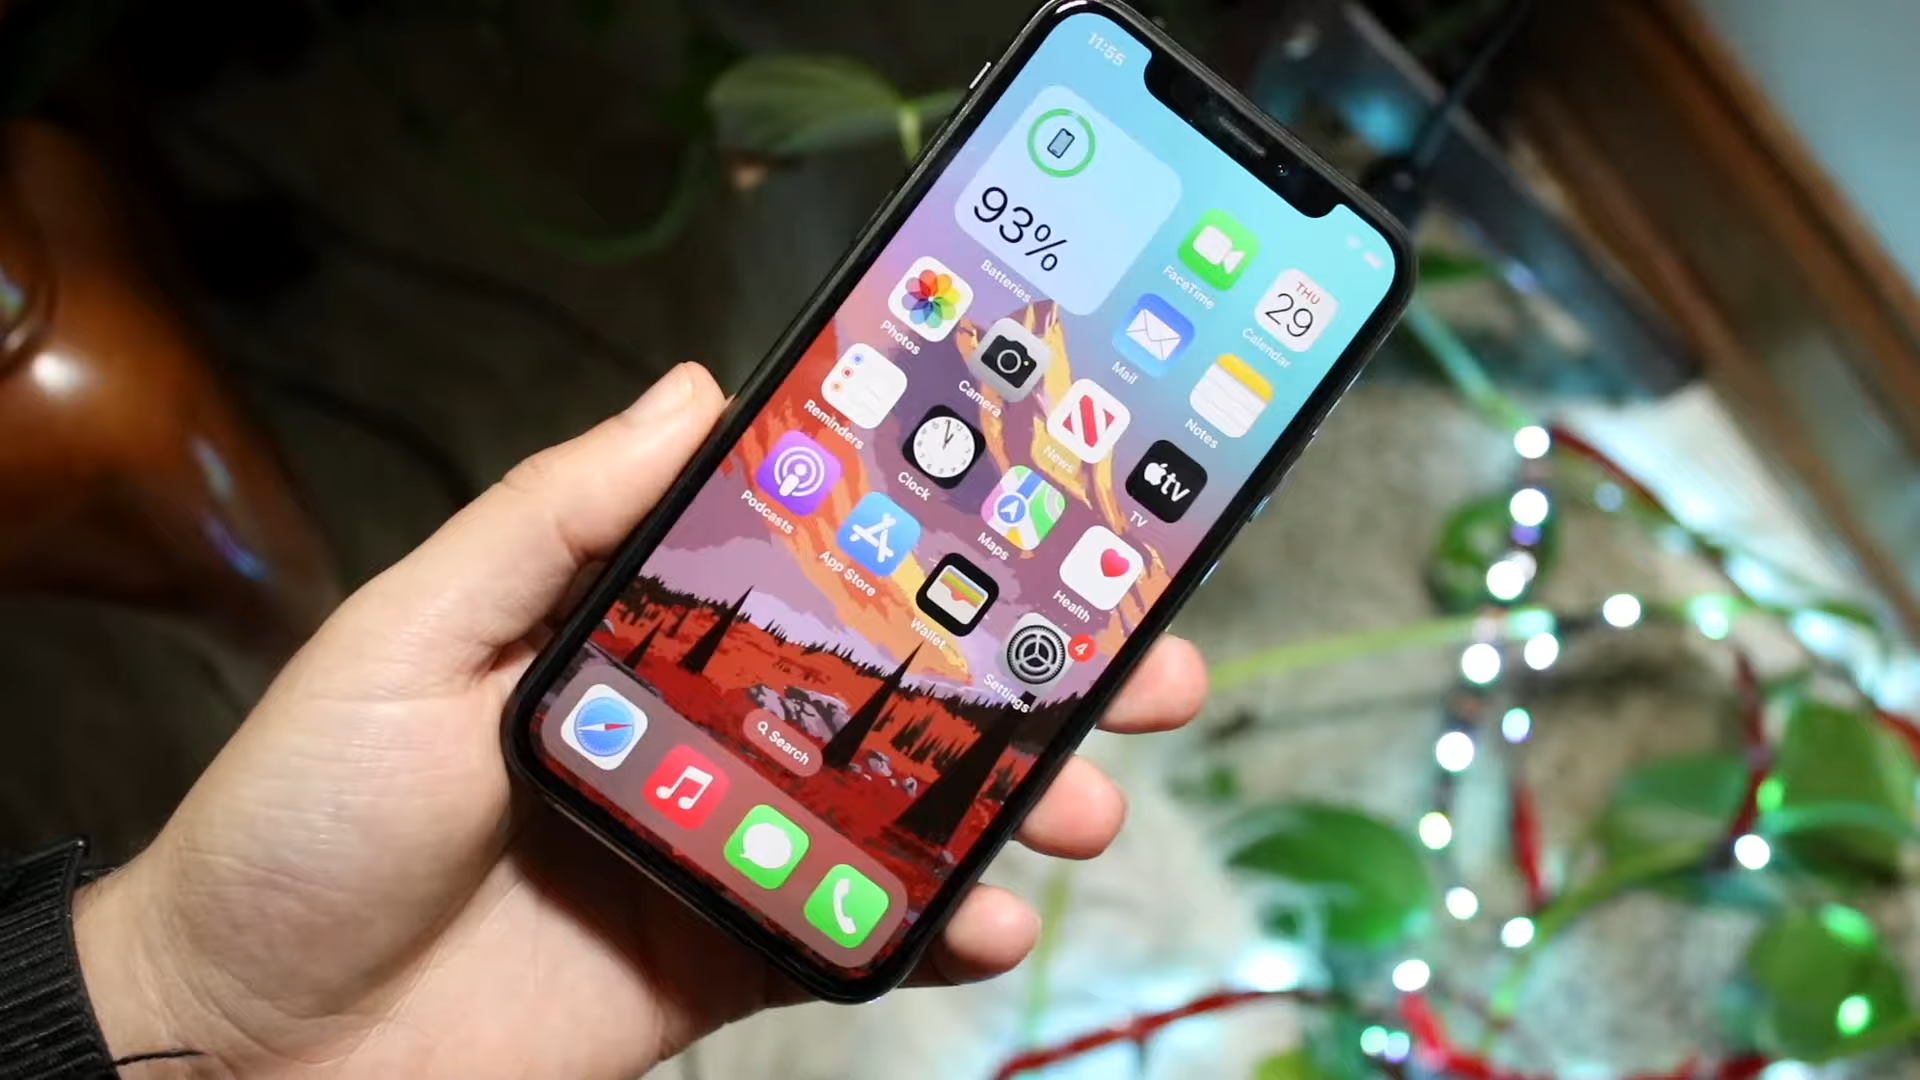 11:55
93%
Batteries
FaceTime
THU
29
Calendar
Photos
Camera
Mail
Notes
Reminders
Clock
News
tv
TV
Podcasts
App Store
Maps
Health
Wallet
4
Settings
Search